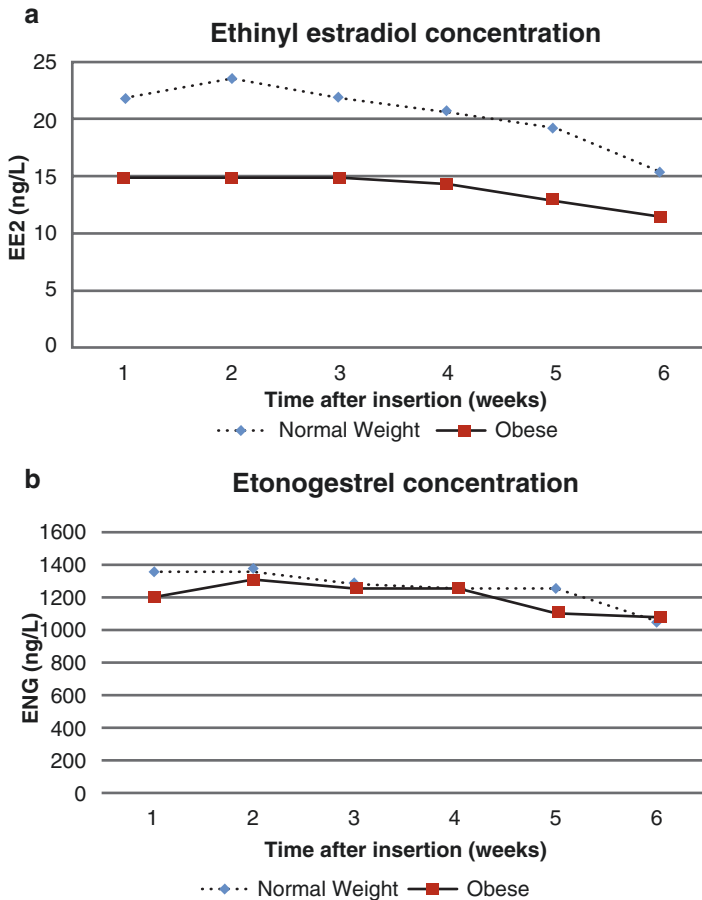 a
Ethinyl estradiol concentration
EE2 (ng/L)
25
20
15
10
5
0
1 2 3 4 5 6
Time after insertion (weeks)
Normal Weight Obese
b
Etonogestrel concentration
ENG (ng/L)
1600
1400
1200
1000
800
600
400
200
0
1 2 3 4 5 6
Time after insertion (weeks)
Normal Weight Obese